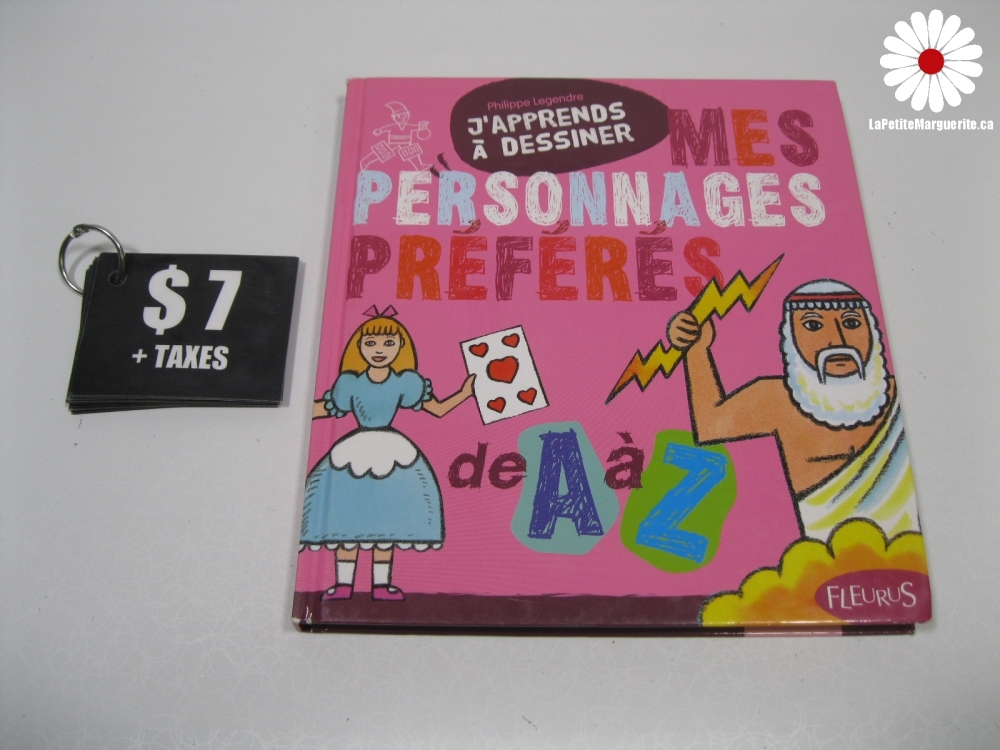 LaPetiteMarguerite.ca
Philippe Legendre
J'APPRENDS
À DESSINER
MES
PERSONNAGES
PRÉFÉRÉS
de A à Z
FLEURUS
$ 7
+ TAXES